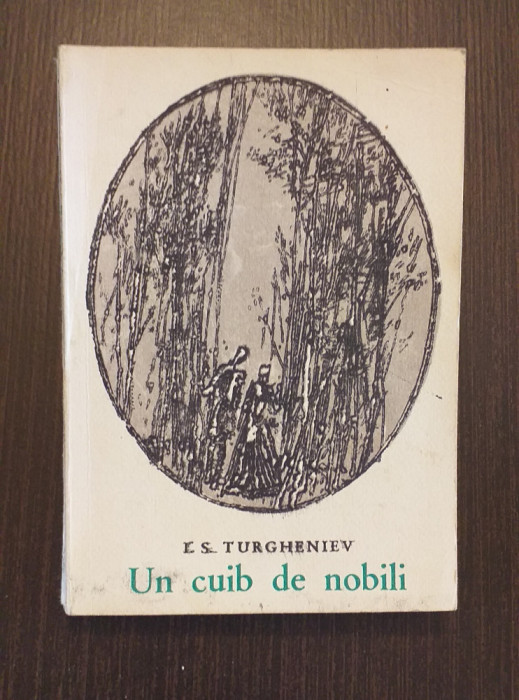 I. S. TURGHENIEV
Un cuib de nobili